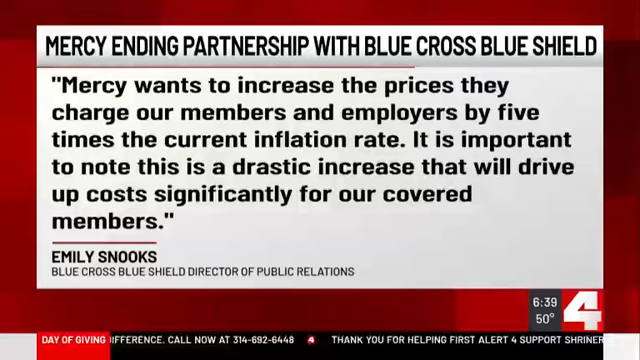 MERCY ENDING PARTNERSHIP WITH BLUE CROSS BLUE SHIELD
"Mercy wants to increase the prices they
charge our members and employers by five
times the current inflation rate. It is important
to note this is a drastic increase that will drive
up costs significantly for our covered
members."
EMILY SNOOKS
BLUE CROSS BLUE SHIELD DIRECTOR OF PUBLIC RELATIONS
6:39
50°
4
DAY OF GIVING IFFERENCE. CALL NOW AT 314-692-6448 4 THANK YOU FOR HELPING FIRST ALERT 4 SUPPORT SHRINER